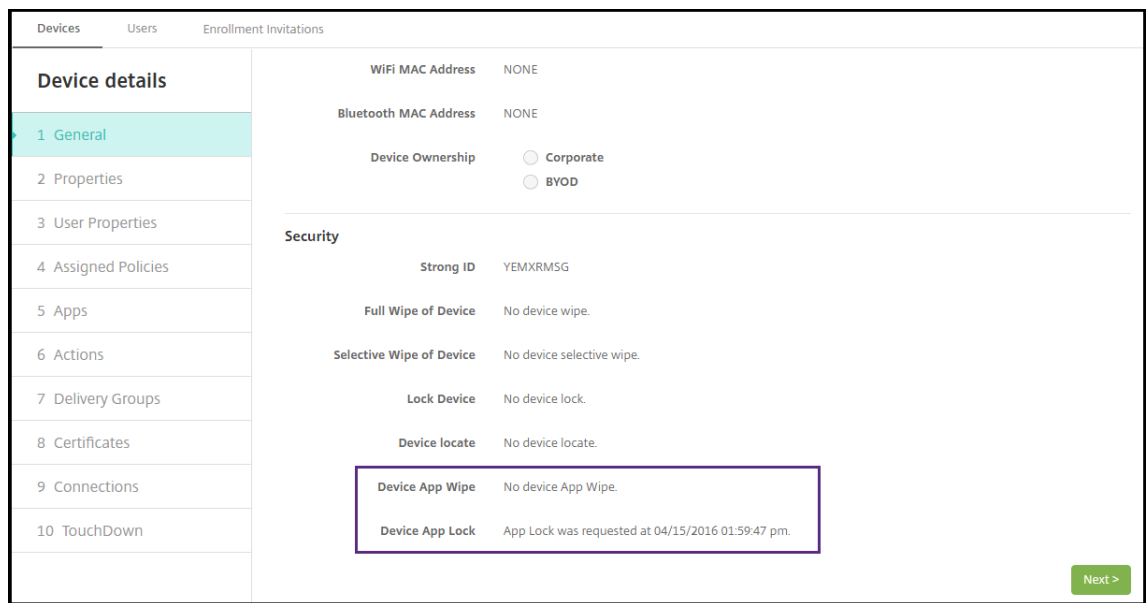 Devices Users Enrollment Invitations
Device details
1 General
2 Properties
3 User Properties
4 Assigned Policies
5 Apps
6 Actions
7 Delivery Groups
8 Certificates
9 Connections
10 TouchDown
WiFi MAC Address NONE
Bluetooth MAC Address NONE
Device Ownership Corporate
BYOD
Security
Strong ID YEMXRMSG
Full Wipe of Device No device wipe.
Selective Wipe of Device No device selective wipe.
Lock Device No device lock.
Device locate No device locate.
Device App Wipe No device App Wipe.
Device App Lock App Lock was requested at 04/15/2016 01:59:47 pm.
Next >